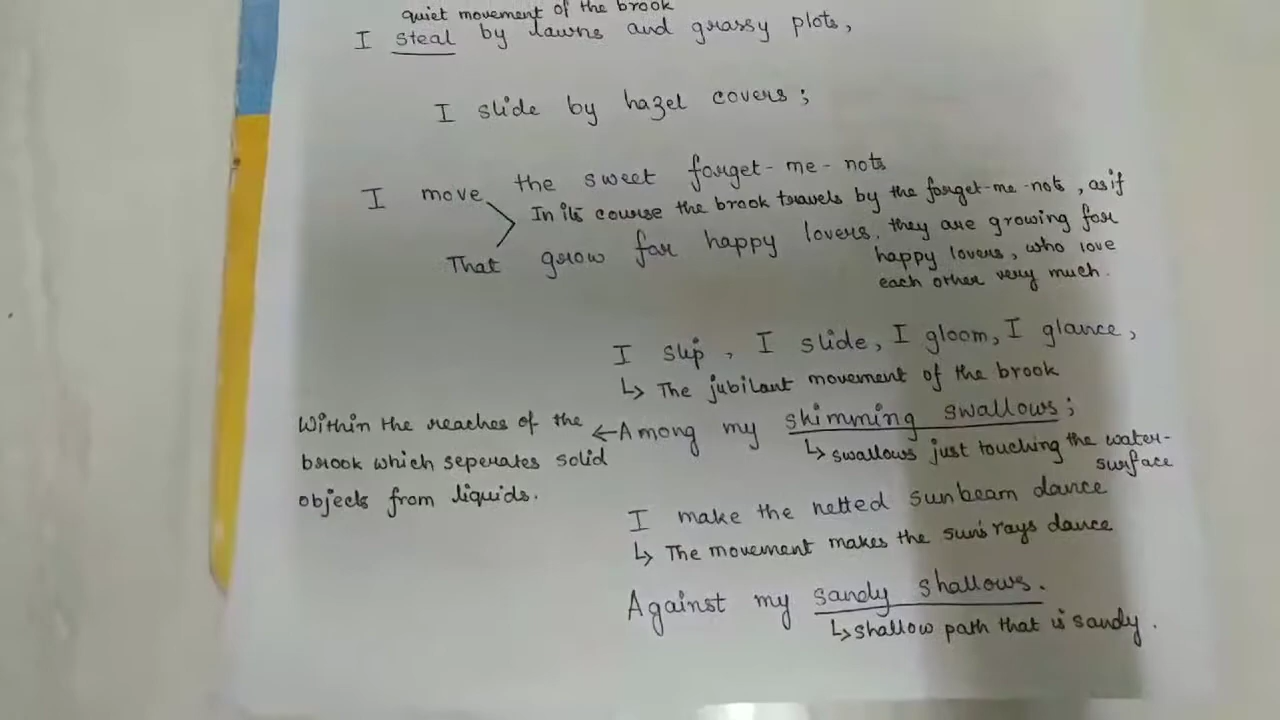 quiet movement of the brook
I steal by lawns and grassy plots,
I slide by hazel covers;
I move the sweet forget-me-nots
In its course the brook travels by the forget-me-nots, as if
That grow for happy lovers. they are growing for
happy lovers, who love
each other very much.
I slip, I slide, I gloom, I glance,
↳ The jubilant movement of the brook
Among my skimming swallows;
↳ swallows just touching the water-
surface
Within the reaches of the
brook which seperates solid
objects from liquids.
I make the netted sunbeam dance
↳ The movement makes the sun's rays dance
Against my sandy shallows.
↳ shallow path that is sandy.